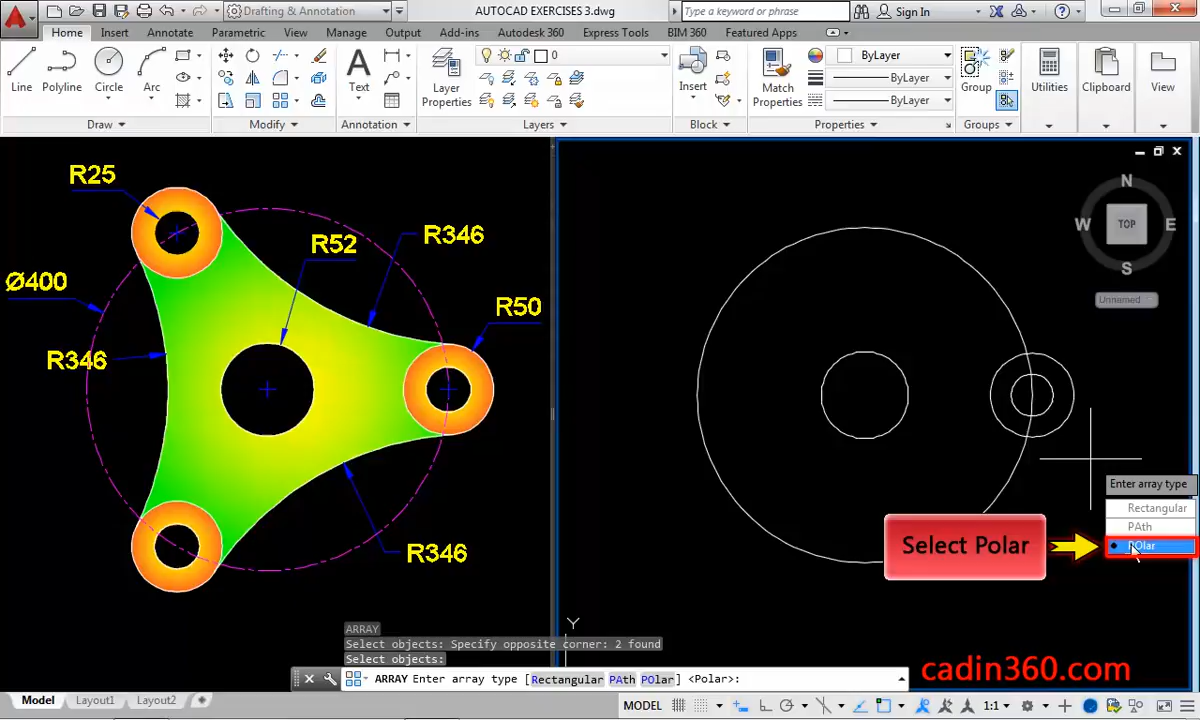 Drafting & Annotation
AUTOCAD EXERCISES 3.dwg
Type a keyword or phrase
Sign In
Home
Insert
Annotate
Parametric
View
Manage
Output
Add-ins
Autodesk 360
Express Tools
BIM 360
Featured Apps
Line
Polyline
Circle
Arc
Text
Layer
Properties
0
Insert
Match
Properties
ByLayer
ByLayer
ByLayer
Group
Utilities
Clipboard
View
Draw
Modify
Annotation
Layers
Block
Properties
Groups
R25
R346
R52
Ø400
R50
R346
R346
N
W
TOP
E
S
Unnamed
Enter array type
Rectangular
PAth
POlar
Select Polar
Y
ARRAY
Select objects: Specify opposite corner: 2 found
Select objects:
ARRAY Enter array type [Rectangular PAth POlar] <Polar>:
cadin360.com
Model
Layout1
Layout2
MODEL
1:1